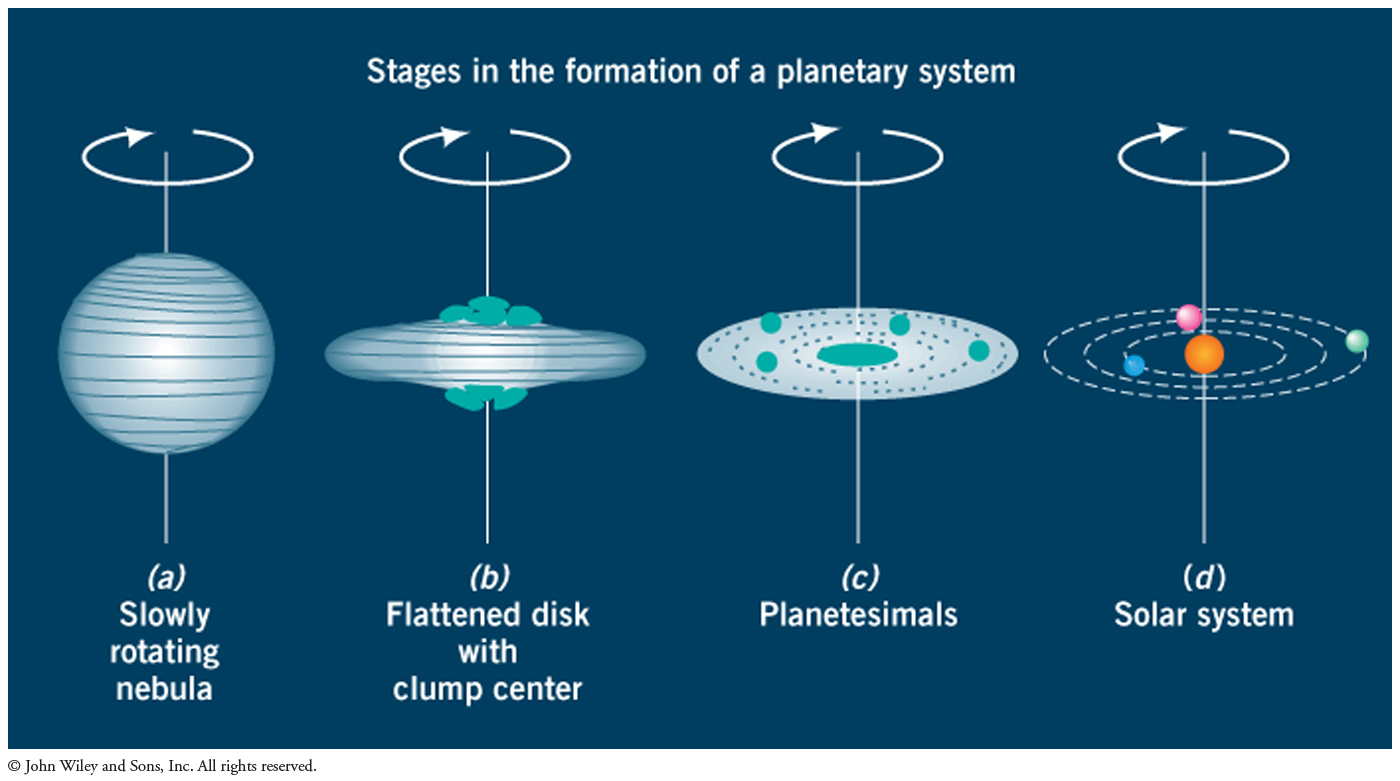 Stages in the formation of a planetary system
(a)
Slowly
rotating
nebula
(b)
Flattened disk
with
clump center
(c)
Planetesimals
(d)
Solar system
© John Wiley and Sons, Inc. All rights reserved.